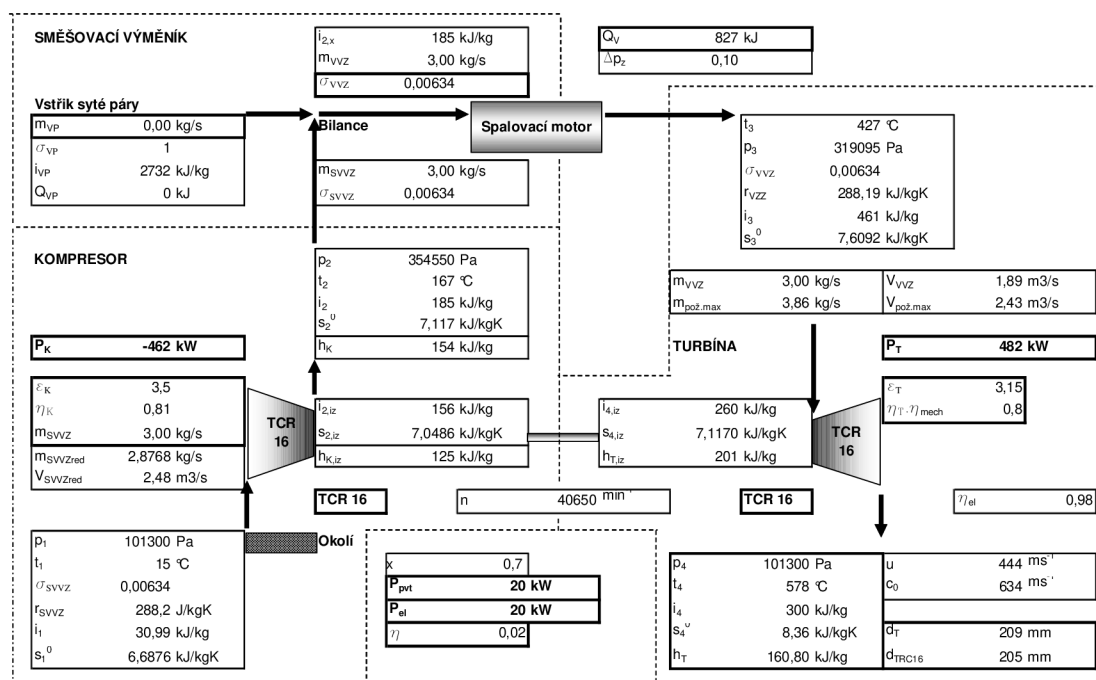 SMĚŠOVACÍ VÝMĚNÍK
i2,x 185 kJ/kg
mVVZ 3,00 kg/s
σVVZ 0,00634
QV 827 kJ
Δpz 0,10
Vstřik syté páry
mVP 0,00 kg/s
σVP 1
iVP 2732 kJ/kg
QVP 0 kJ
Bilance
mSVVZ 3,00 kg/s
σSVVZ 0,00634
Spalovací motor
t3 427 °C
p3 319095 Pa
σVVZ 0,00634
rVZZ 288,19 kJ/kgK
i3 461 kJ/kg
s30 7,6092 kJ/kgK
KOMPRESOR
p2 354550 Pa
t2 167 °C
i2 185 kJ/kg
s20 7,117 kJ/kgK
hK 154 kJ/kg
mVVZ 3,00 kg/s VVVZ 1,89 m3/s
mpož.max 3,86 kg/s Vpož.max 2,43 m3/s
PK -462 kW
TURBÍNA
PT 482 kW
εK 3,5
ηK 0,81
mSVVZ 3,00 kg/s
mSVVZred 2,8768 kg/s
VSVVZred 2,48 m3/s
TCR
16
i2,iz 156 kJ/kg
s2,iz 7,0486 kJ/kgK
hK,iz 125 kJ/kg
i4,iz 260 kJ/kg
s4,iz 7,1170 kJ/kgK
hT,iz 201 kJ/kg
TCR
16
εT 3,15
ηT.ηmech 0,8
TCR 16
n 40650 min-1
TCR 16
ηel 0,98
p1 101300 Pa
t1 15 °C
σSVVZ 0,00634
rSVVZ 288,2 J/kgK
i1 30,99 kJ/kg
s10 6,6876 kJ/kgK
Okolí
x 0,7
Ppvt 20 kW
Pel 20 kW
η 0,02
p4 101300 Pa
t4 578 °C
i4 300 kJ/kg
s40 8,36 kJ/kgK
hT 160,80 kJ/kg
u 444 ms-1
c0 634 ms-1
dT 209 mm
dTRC16 205 mm